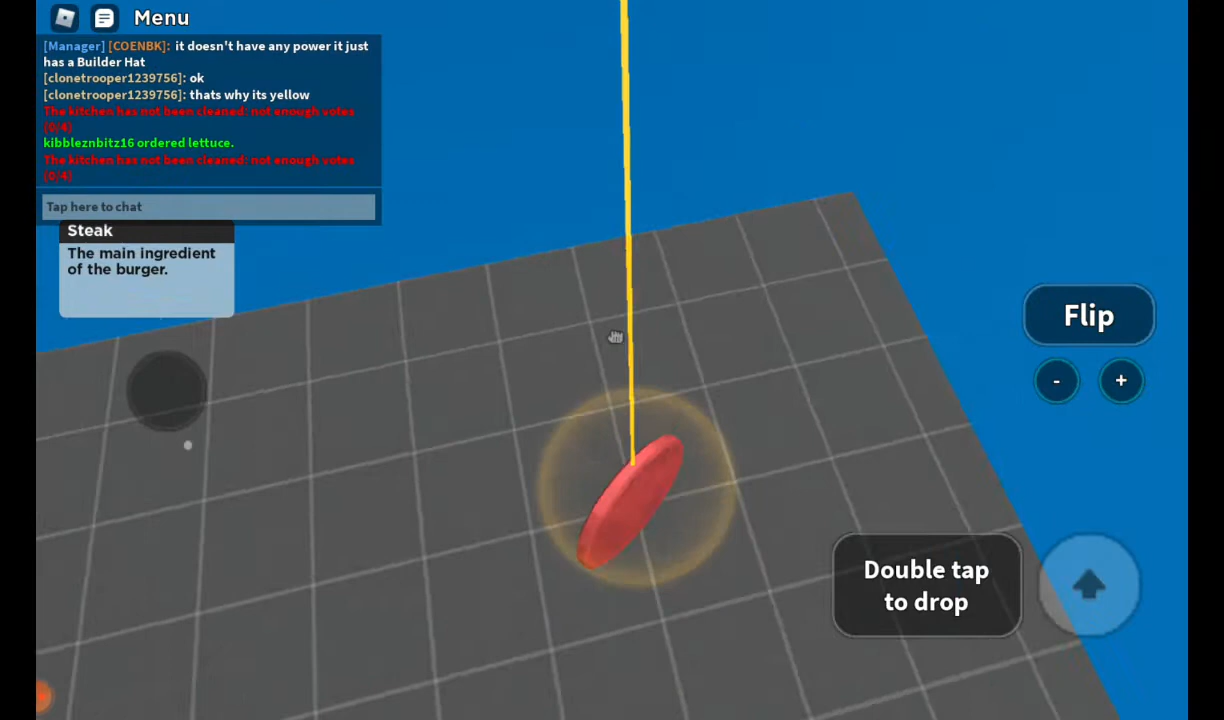 Menu
[Manager] [COENBK]: it doesn't have any power it just
has a Builder Hat
[clonetrooper1239756]: ok
[clonetrooper1239756]: thats why its yellow
The kitchen has not been cleaned: not enough votes
(0/4)
kibbleznbitz16 ordered lettuce.
The kitchen has not been cleaned: not enough votes
(0/4)
Tap here to chat
Steak
The main ingredient
of the burger.
Flip
- +
Double tap
to drop